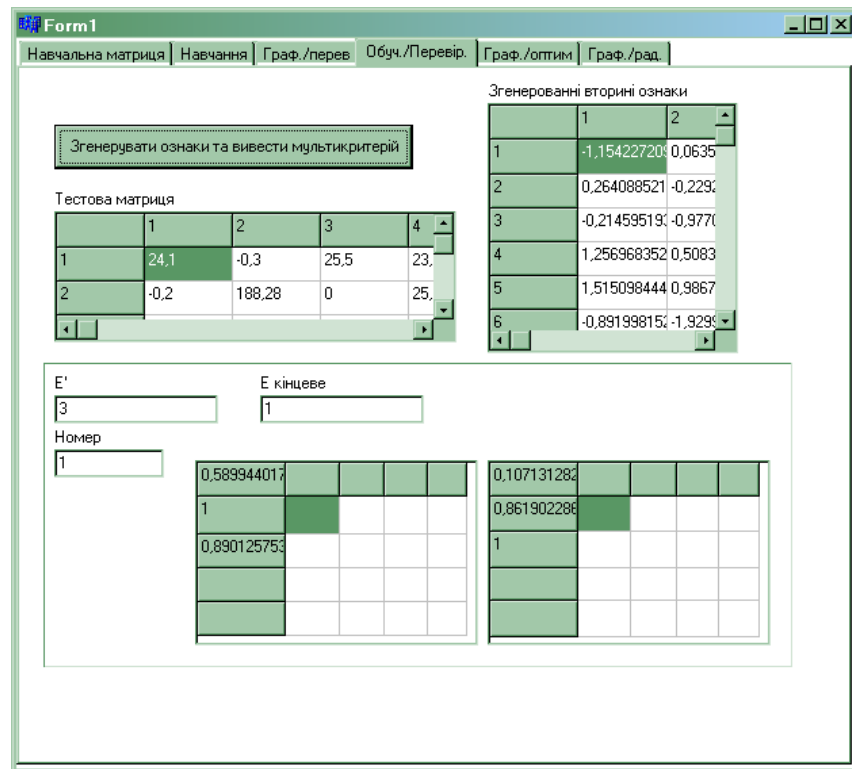 Form1
Навчальна матриця Навчання Граф./перев Обуч./Перевір. Граф./оптим Граф./рад.
Згенерованні вторині ознаки
1 2
1 -1,154227209 0,0635
2 0,264088521 -0,2292
3 -0,214595193 -0,9770
4 1,256968352 0,5083
5 1,515098444 0,9867
6 -0,891998152 -1,9299
Згенерувати ознаки та вивести мультикритерій
Тестова матриця
1 2 3 4
1 24,1 -0,3 25,5 23,
2 -0,2 188,28 0 25,
E' Е кінцеве
3 1
Номер
1
0,589944017
1
0,890125753
0,107131282
0,861902286
1